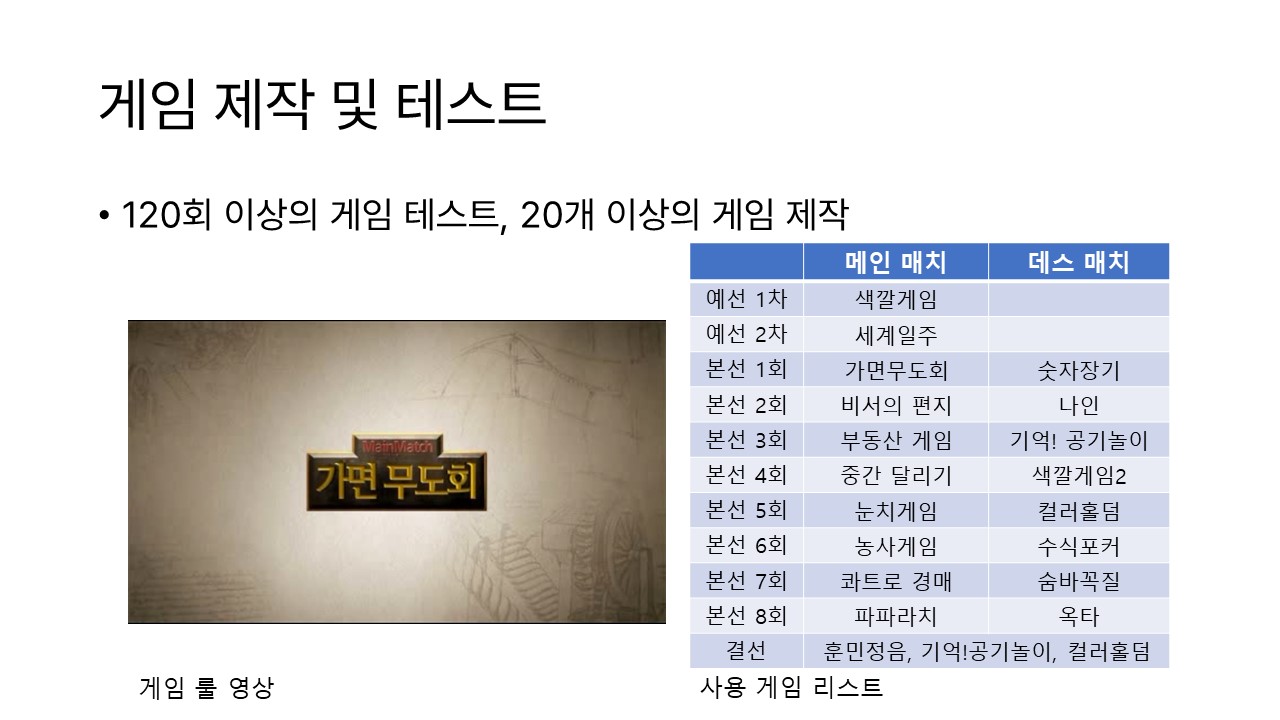 게임 제작 및 테스트
• 120회 이상의 게임 테스트, 20개 이상의 게임 제작
메인 매치 데스 매치
예선 1차 색깔게임
예선 2차 세계일주
본선 1회 가면무도회 숫자장기
본선 2회 비서의 편지 나인
본선 3회 부동산 게임 기억! 공기놀이
본선 4회 중간 달리기 색깔게임2
본선 5회 눈치게임 컬러홀덤
본선 6회 농사게임 수식포커
본선 7회 콰트로 경매 숨바꼭질
본선 8회 파파라치 옥타
결선 훈민정음, 기억!공기놀이, 컬러홀덤
MainMatch
가면 무도회
게임 룰 영상
사용 게임 리스트